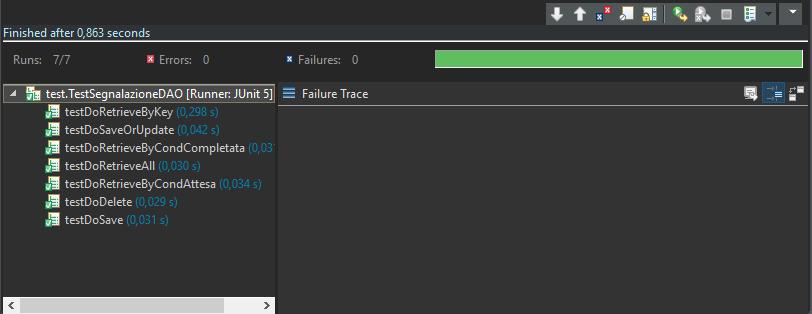 Finished after 0,863 seconds
Runs: 7/7 Errors: 0 Failures: 0
test.TestSegnalazioneDAO [Runner: JUnit 5]
testDoRetrieveByKey (0,298 s)
testDoSaveOrUpdate (0,042 s)
testDoRetrieveByCondCompletata (0,031
testDoRetrieveAll (0,030 s)
testDoRetrieveByCondAttesa (0,034 s)
testDoDelete (0,029 s)
testDoSave (0,031 s)
Failure Trace